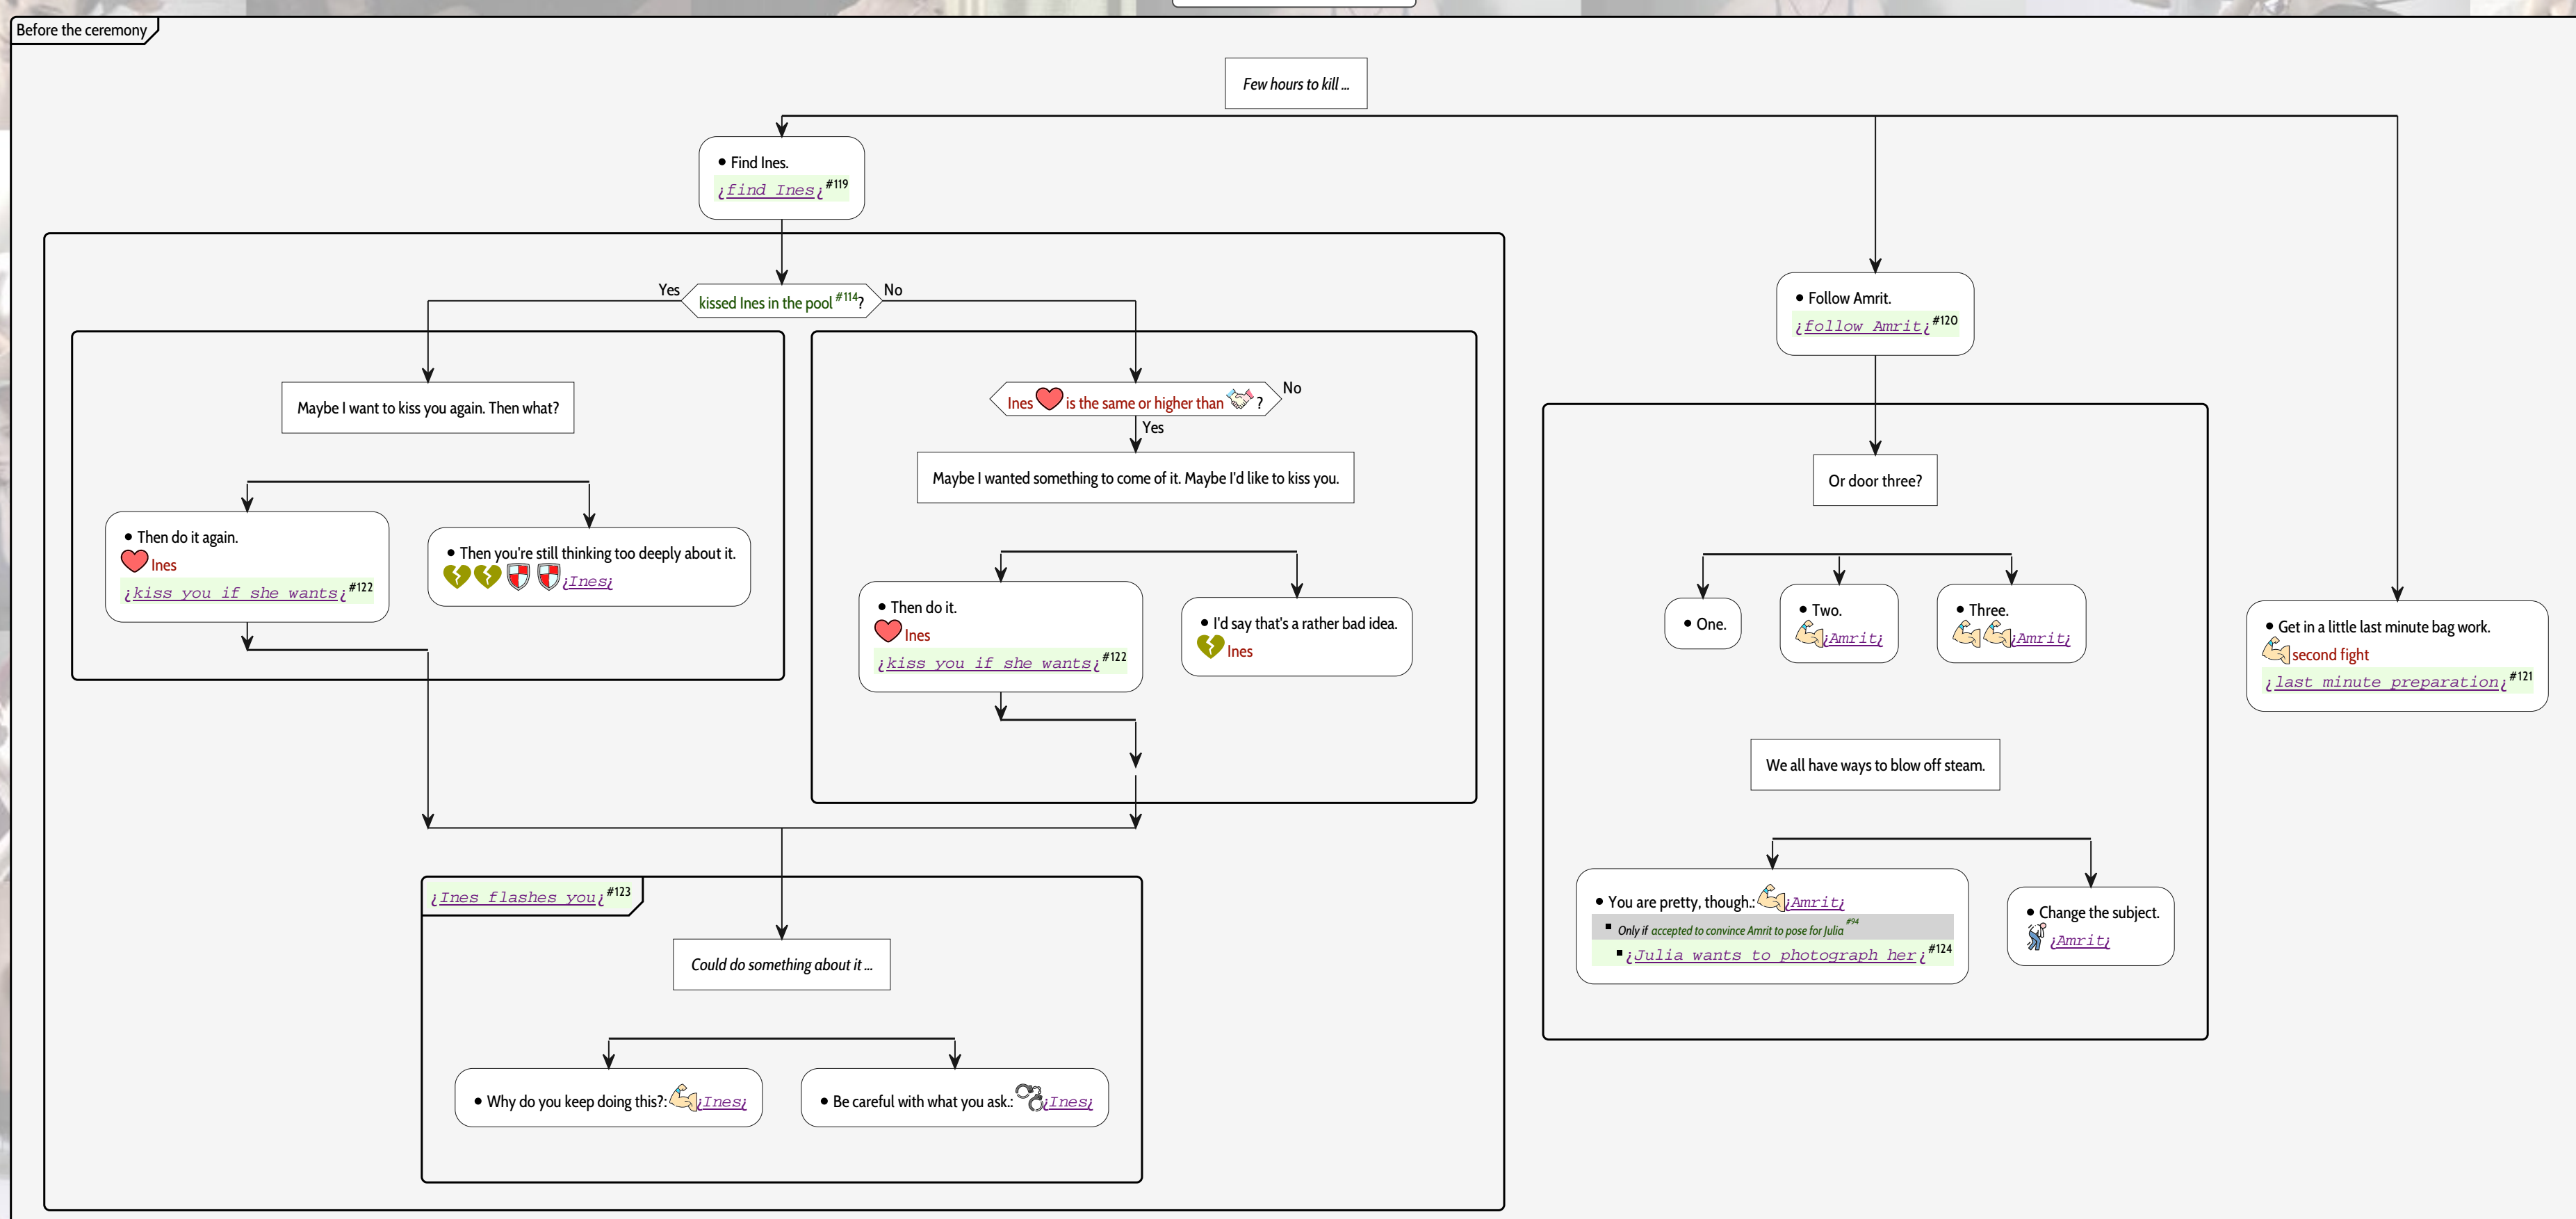 Before the ceremony
Few hours to kill ...
• Find Ines.
¿find Ines¿ #119
kissed Ines in the pool #114?
Yes
No
Maybe I want to kiss you again. Then what?
• Then do it again.
Ines
¿kiss you if she wants¿ #122
• Then you're still thinking too deeply about it.
¿Ines¿
Ines is the same or higher than ?
No
Yes
Maybe I wanted something to come of it. Maybe I'd like to kiss you.
• Then do it.
Ines
¿kiss you if she wants¿ #122
• I'd say that's a rather bad idea.
Ines
¿Ines flashes you¿ #123
Could do something about it ...
• Why do you keep doing this?: ¿Ines¿
• Be careful with what you ask.: ¿Ines¿
• Follow Amrit.
¿follow Amrit¿ #120
Or door three?
• One.
• Two.
¿Amrit¿
• Three.
¿Amrit¿
We all have ways to blow off steam.
• You are pretty, though.: ¿Amrit¿
▪ Only if accepted to convince Amrit to pose for Julia #94
▪ ¿Julia wants to photograph her¿ #124
• Change the subject.
¿Amrit¿
• Get in a little last minute bag work.
second fight
¿last minute preparation¿ #121